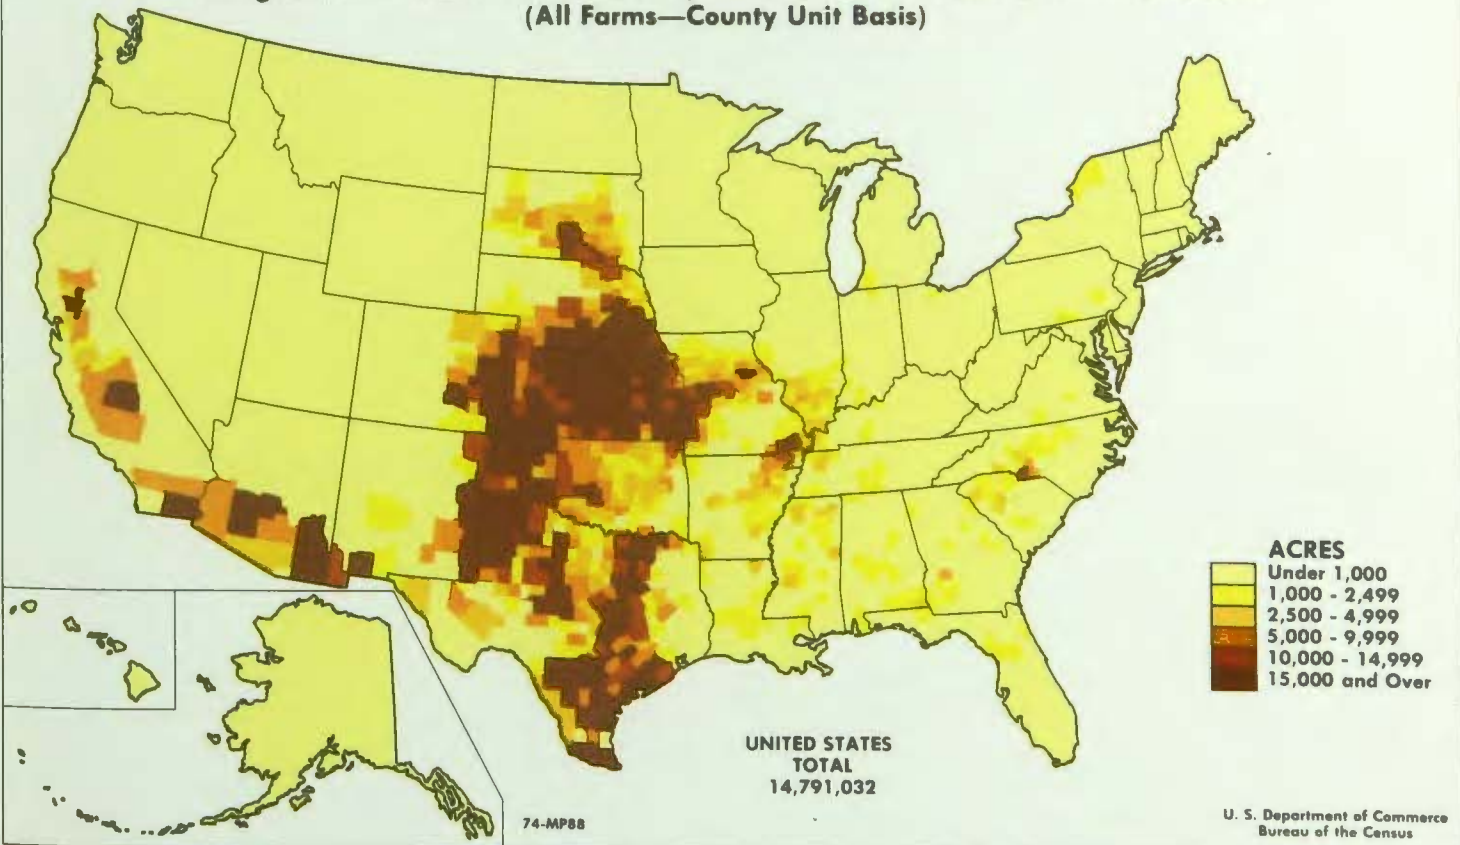 (All Farms—County Unit Basis)
ACRES
Under 1,000
1,000 - 2,499
2,500 - 4,999
5,000 - 9,999
10,000 - 14,999
15,000 and Over
UNITED STATES
TOTAL
14,791,032
74-MP88
U. S. Department of Commerce
Bureau of the Census